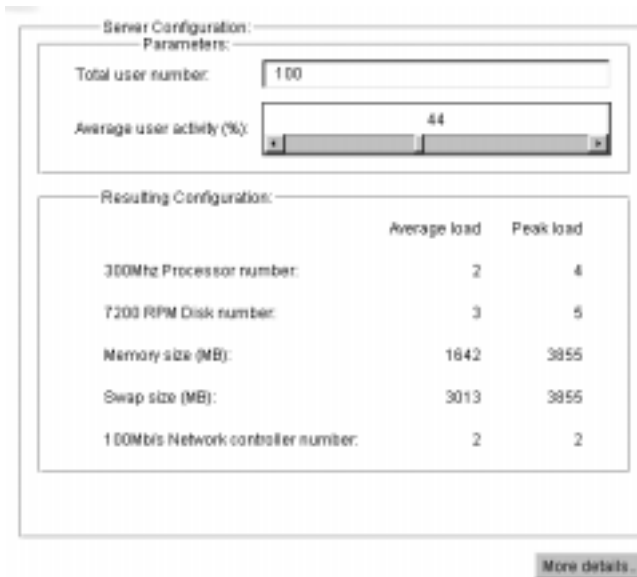 Server Configuration:
Parameters:
Total user number: 100
Average user activity (%): 44
Resulting Configuration:
Average load Peak load
300Mhz Processor number: 2 4
7200 RPM Disk number: 3 5
Memory size (MB): 1642 3855
Swap size (MB): 3013 3855
100Mb/s Network controller number: 2 2
More details...